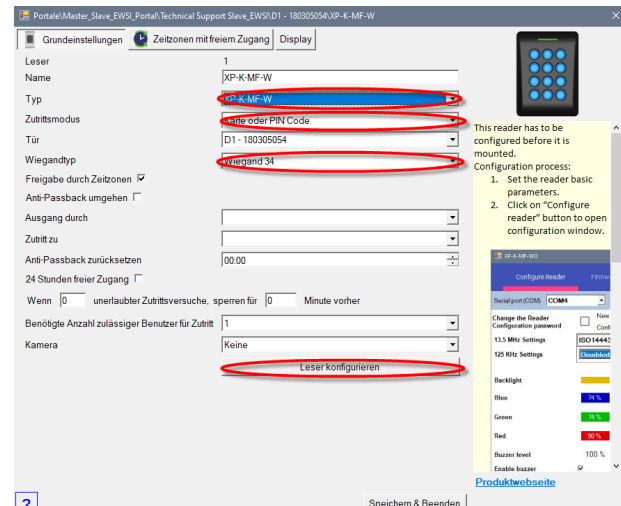 Portale\Master_Slave_EWSI_Portal\Technical Support Slave_EWSI\D1 - 180305054\XP-K-MF-W
Grundeinstellungen Zeitzonen mit freiem Zugang Display
Leser 1
Name XP-K-MF-W
Typ XP-K-MF-W
Zutrittsmodus Karte oder PIN Code
Tür D1 - 180305054
Wiegandtyp Wiegand 34
Freigabe durch Zeitzonen
Anti-Passback umgehen
Ausgang durch
Zutritt zu
Anti-Passback zurücksetzen 00:00
24 Stunden freier Zugang
Wenn 0 unerlaubter Zutrittsversuche, sperren für 0 Minute vorher
Benötigte Anzahl zulässiger Benutzer für Zutritt 1
Kamera Keine
Leser konfigurieren
This reader has to be
configured before it is
mounted.
Configuration process:
1. Set the reader basic
parameters.
2. Click on "Configure
reader" button to open
configuration window.
XP-K-MF-WD
Configure Reader Firmw
Serial port (COM) COM4
Change the Reader New
Configuration password Conf
13.5 MHz Settings ISO14443
125 KHz Settings Disabled
Backlight
Blue 74 %
Green 74 %
Red 90 %
Buzzer level 100 %
Enable buzzer
Produktwebseite
? Speichern & Beenden